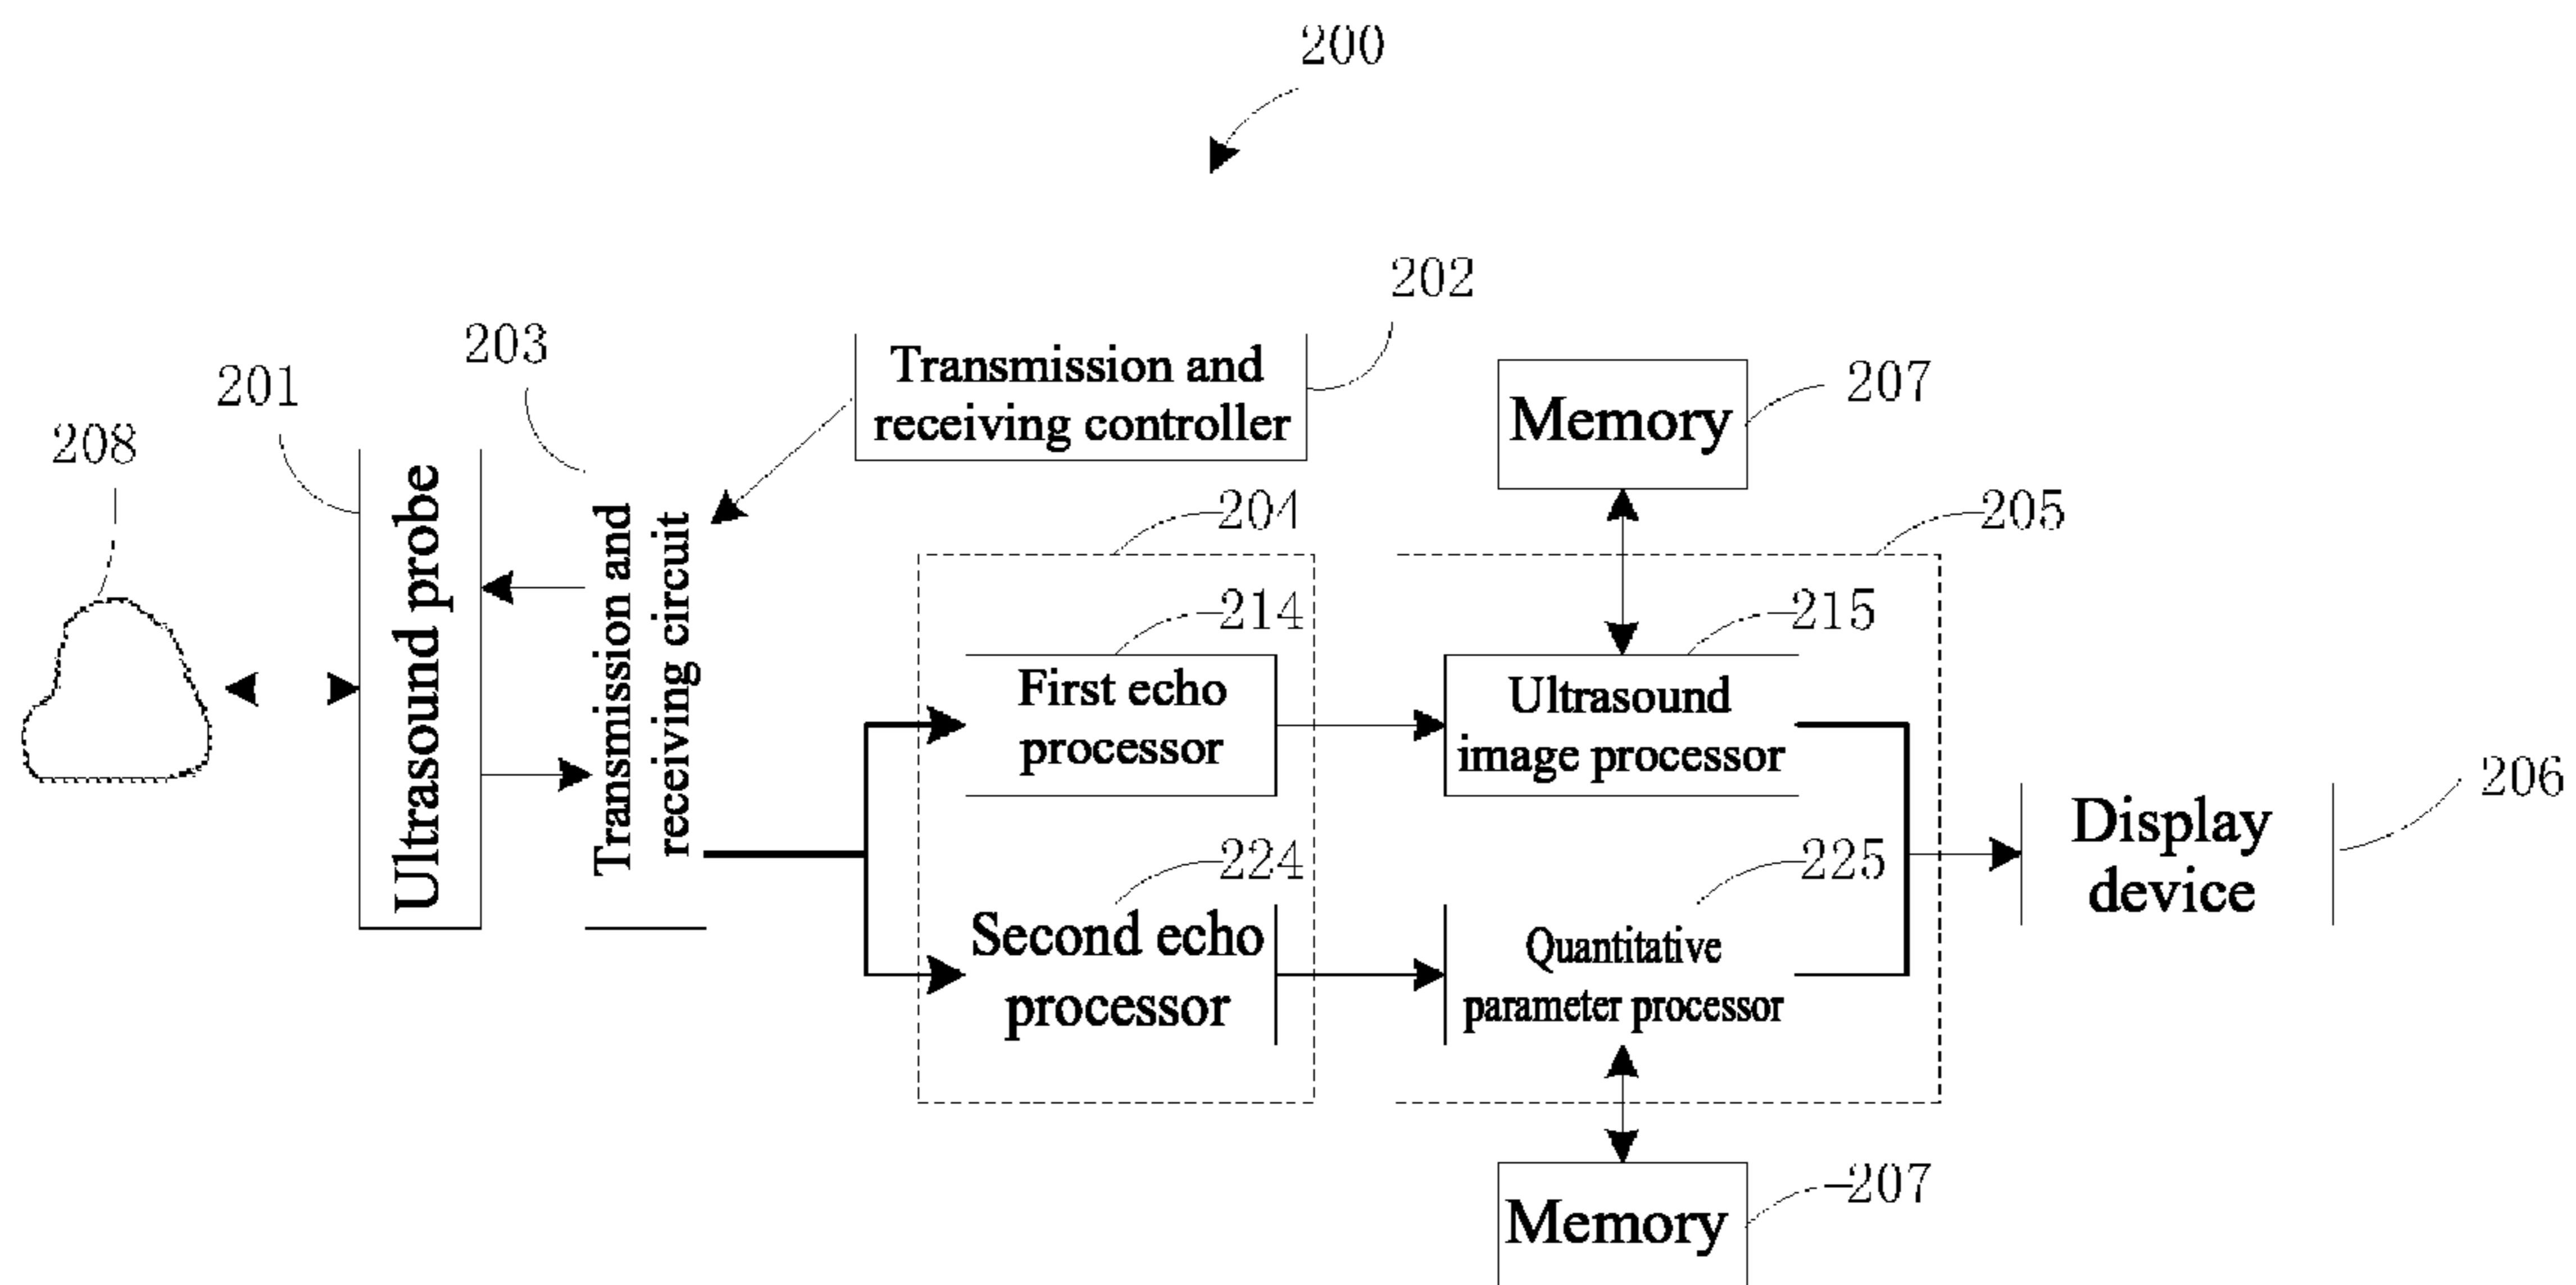 200
202
Transmission and
receiving controller
203
201
208
207
Memory
Ultrasound probe
Transmission and
receiving circuit
204
205
214
First echo
processor
215
Ultrasound
image processor
224
Second echo
processor
225
Quantitative
parameter processor
206
Display
device
207
Memory